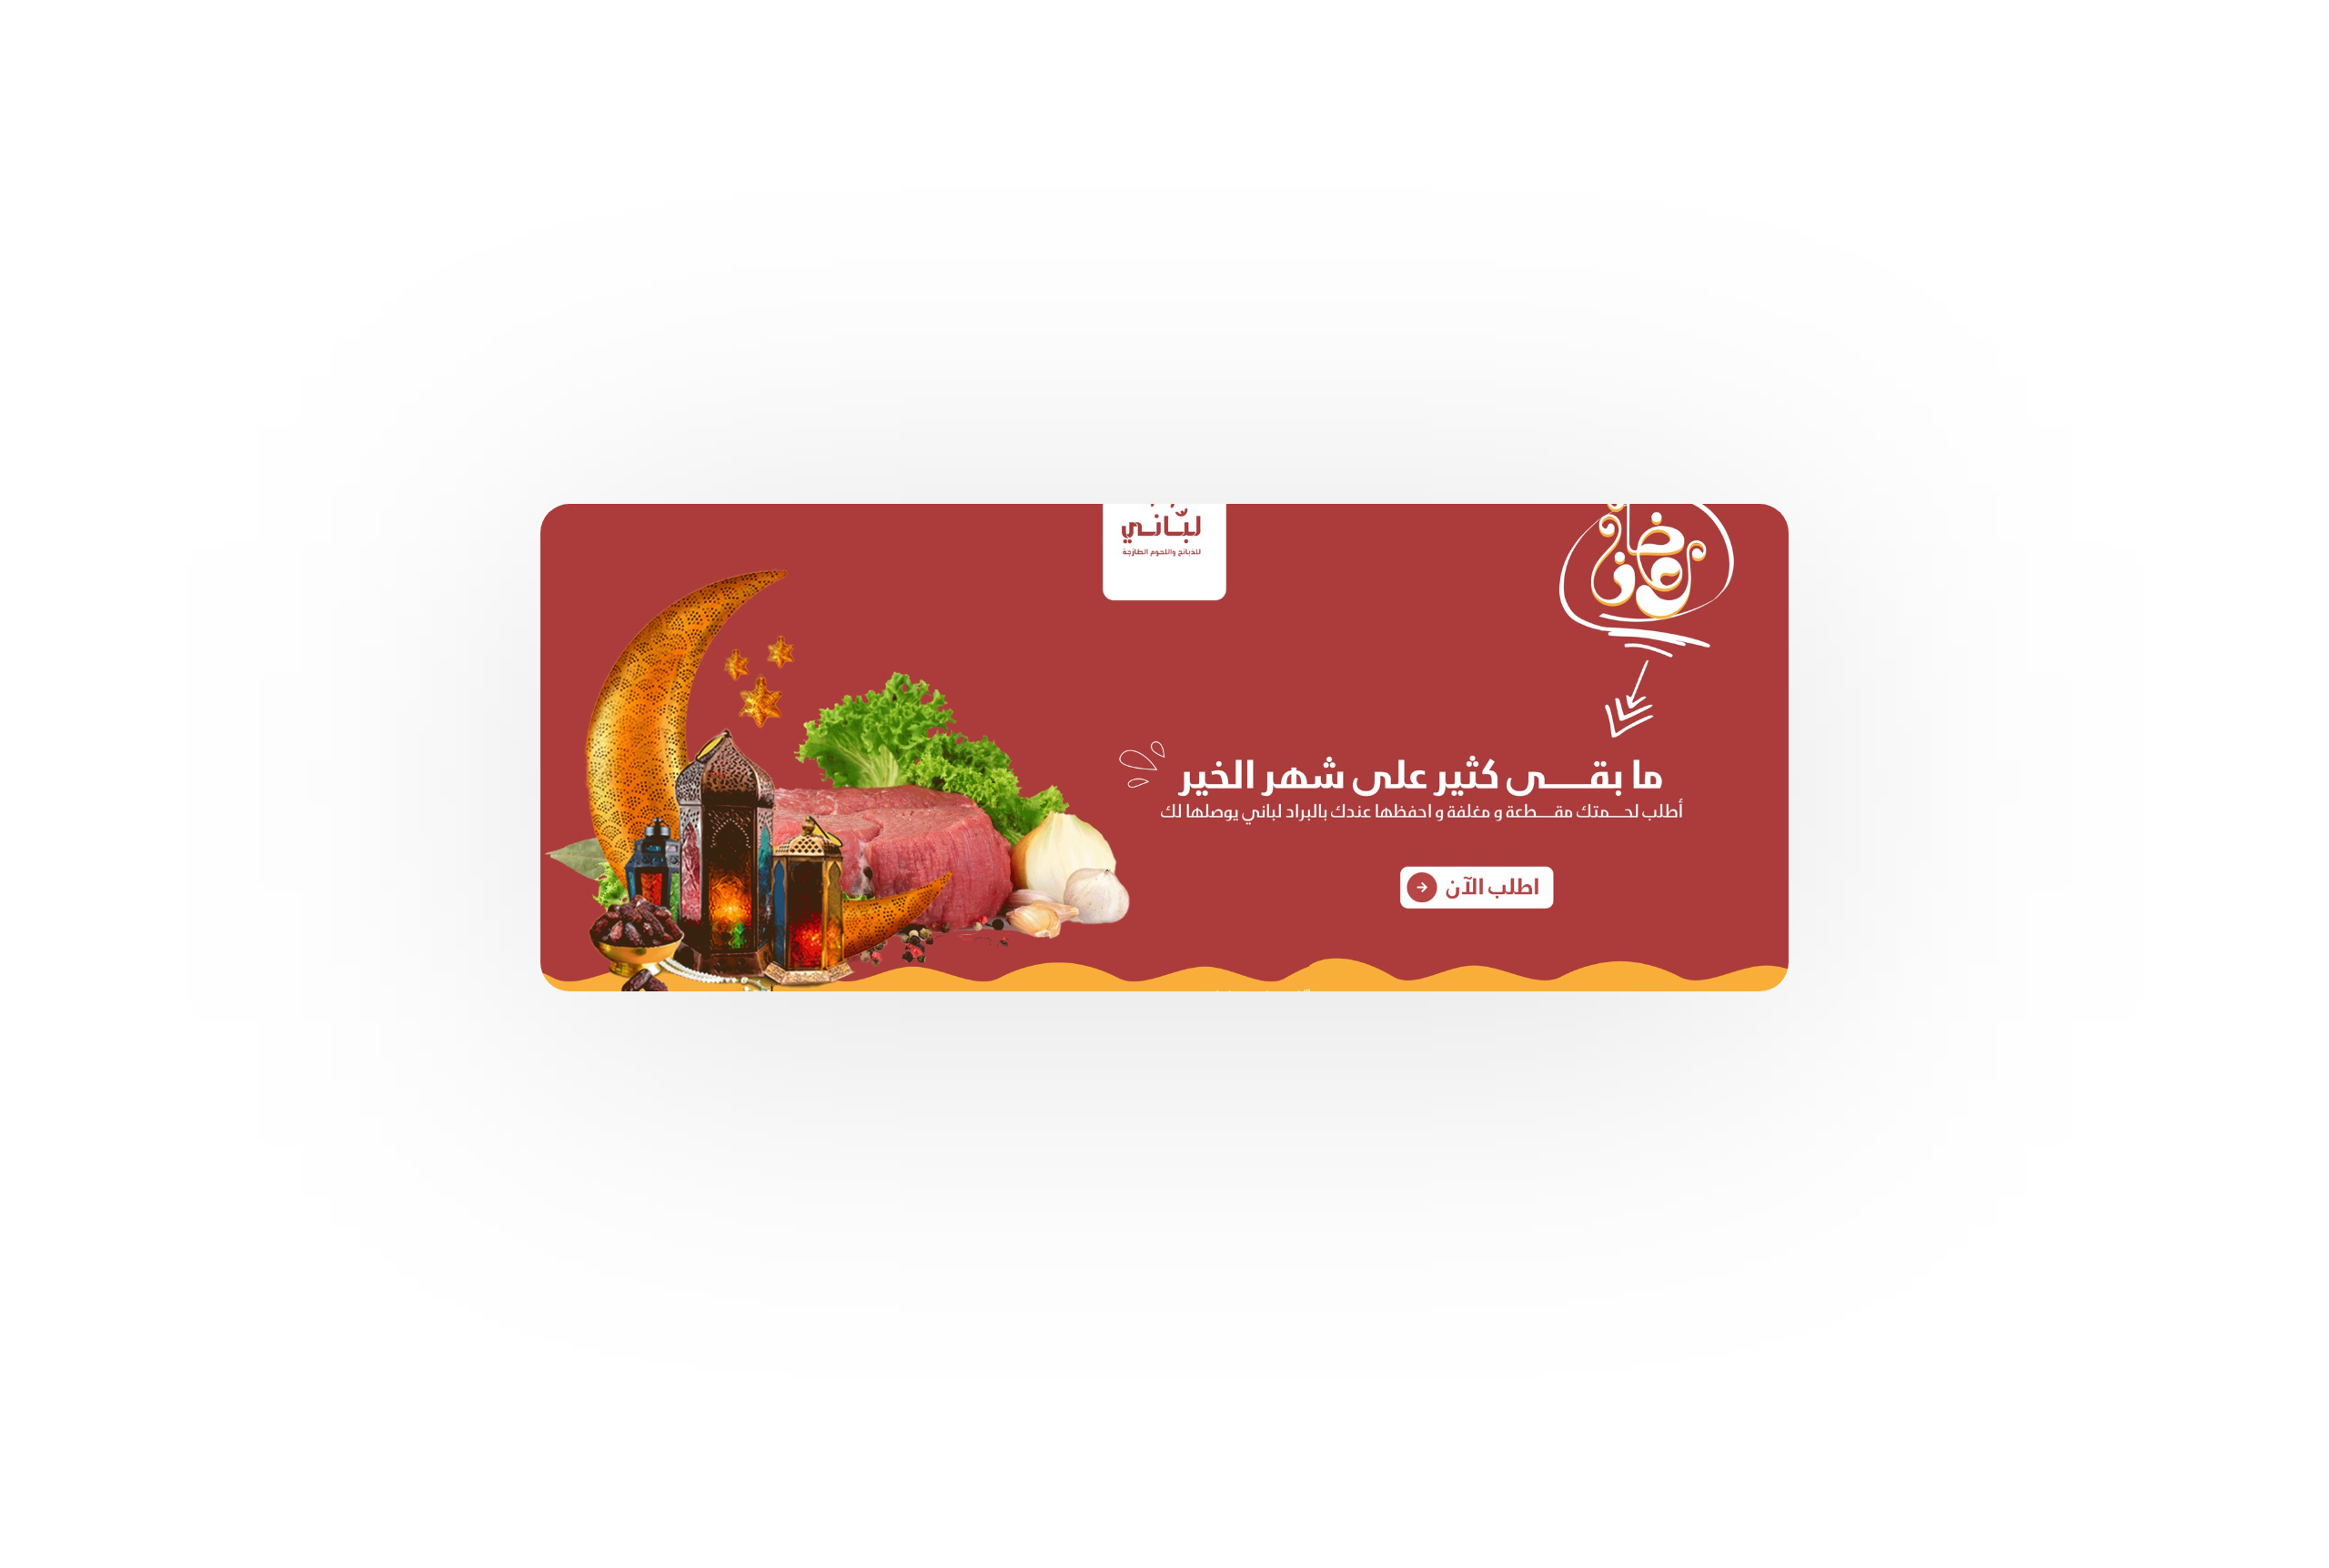 لبّاني
للذبائح واللحوم الطازجة
رمضان
ما بقـــى كثير على شهر الخير
أطلب لحـــمتك مقـــطعة و مغلفة و احفظها عندك بالبراد لباني يوصلها لك
اطلب الآن